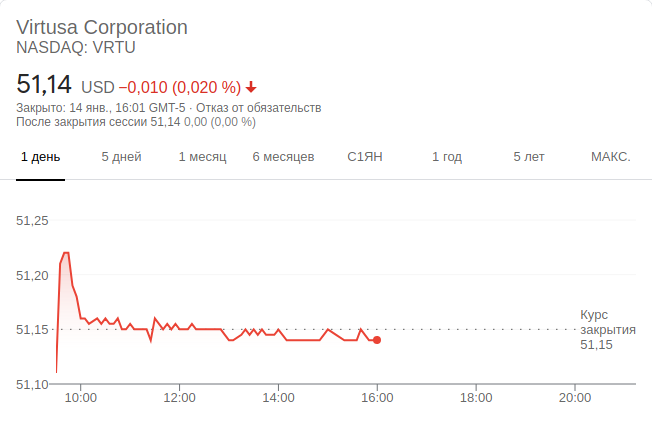 Virtusa Corporation
NASDAQ: VRTU
51,14 USD −0,010 (0,020 %)
Закрыто: 14 янв., 16:01 GMT-5 · Отказ от обязательств
После закрытия сессии 51,14 0,00 (0,00 %)
1 день 5 дней 1 месяц 6 месяцев С1ЯН 1 год 5 лет МАКС.
51,25
51,20
51,15
51,10
Курс
закрытия
51,15
10:00 12:00 14:00 16:00 18:00 20:00